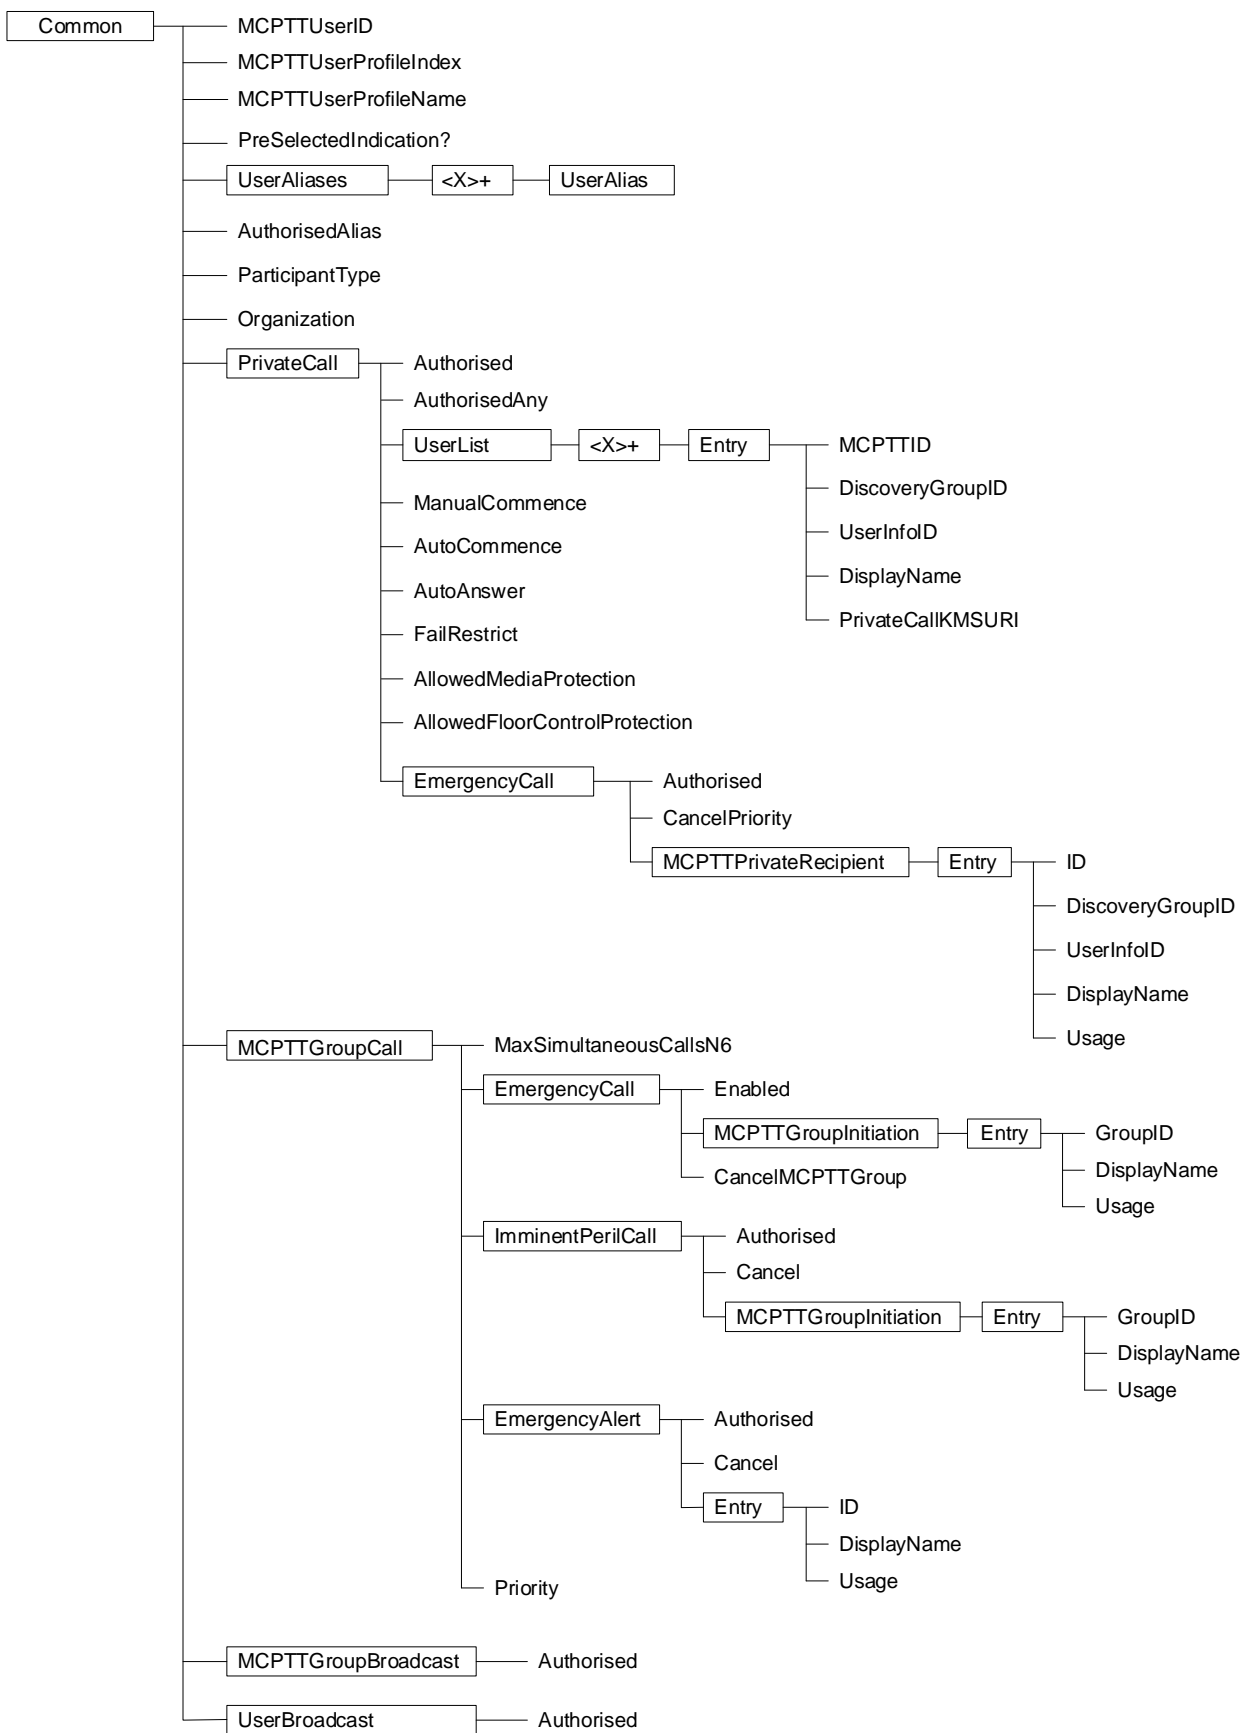 Common
MCPTTUserID
MCPTTUserProfileIndex
MCPTTUserProfileName
PreSelectedIndication?
UserAliases <X>+ UserAlias
AuthorisedAlias
ParticipantType
Organization
PrivateCall Authorised
AuthorisedAny
UserList <X>+ Entry MCPTTID
DiscoveryGroupID
ManualCommence
UserInfoID
AutoCommence
DisplayName
AutoAnswer
PrivateCallKMSURI
FailRestrict
AllowedMediaProtection
AllowedFloorControlProtection
EmergencyCall Authorised
CancelPriority
MCPTTPrivateRecipient Entry ID
DiscoveryGroupID
UserInfoID
DisplayName
Usage
MCPTTGroupCall MaxSimultaneousCallsN6
EmergencyCall Enabled
MCPTTGroupInitiation Entry GroupID
DisplayName
CancelMCPTTGroup
Usage
ImminentPerilCall Authorised
Cancel
MCPTTGroupInitiation Entry GroupID
DisplayName
Usage
EmergencyAlert Authorised
Cancel
Entry ID
DisplayName
Usage
Priority
MCPTTGroupBroadcast Authorised
UserBroadcast Authorised